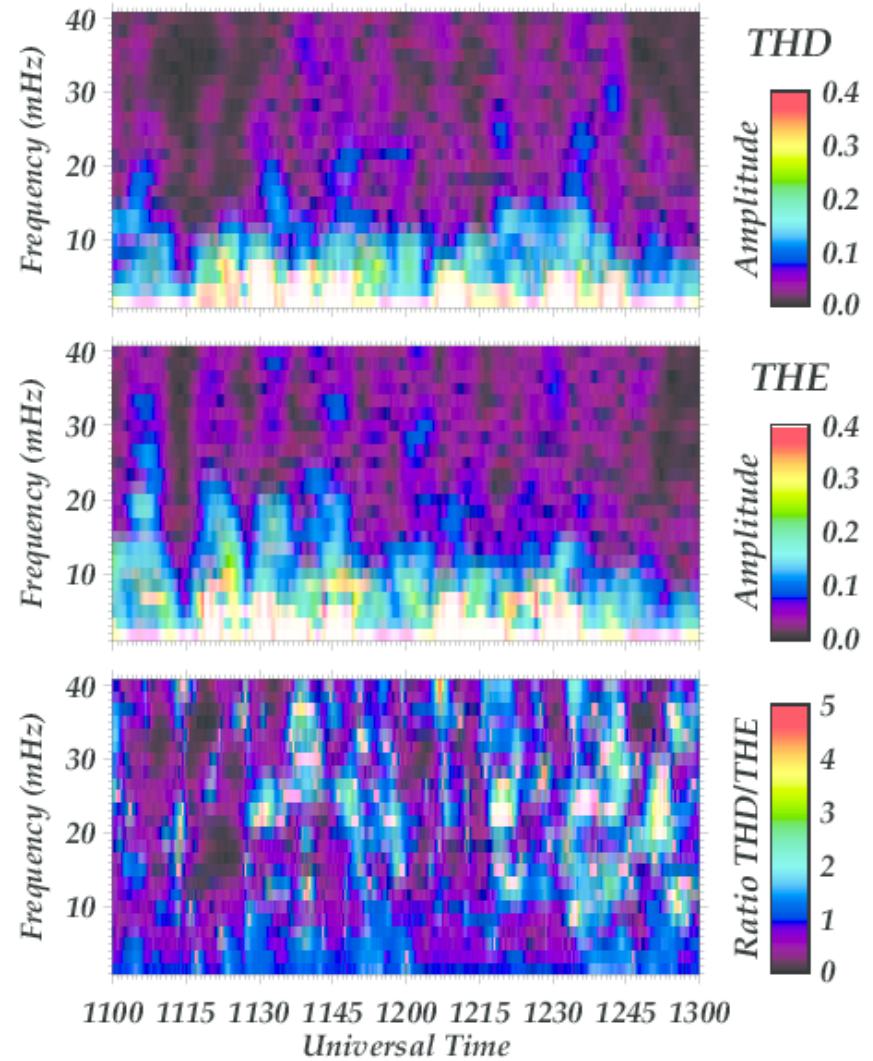 THD
Frequency (mHz)
40
30
20
10
Amplitude
0.4
0.3
0.2
0.1
0.0
THE
Frequency (mHz)
40
30
20
10
Amplitude
0.4
0.3
0.2
0.1
0.0
Frequency (mHz)
40
30
20
10
Ratio THD/THE
5
4
3
2
1
0
1100 1115 1130 1145 1200 1215 1230 1245 1300
Universal Time